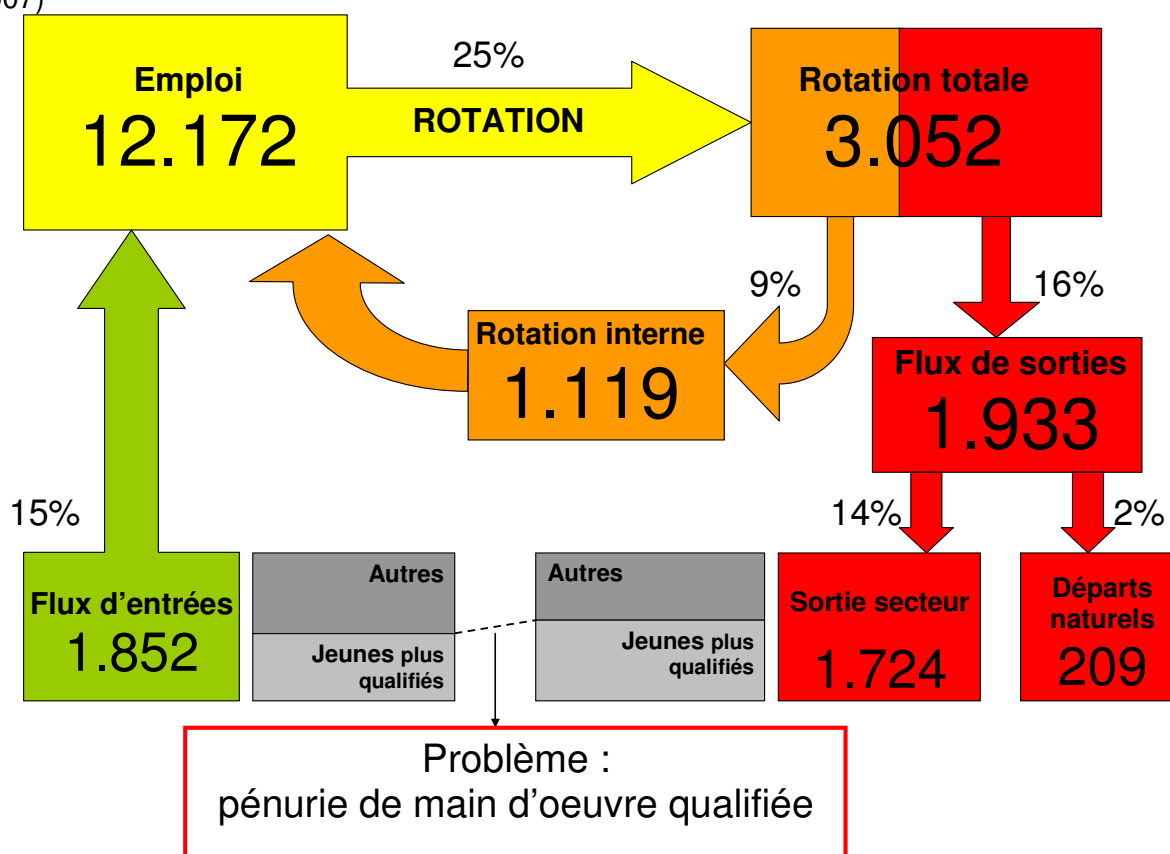 007)
Emploi
12.172
25%
ROTATION
Rotation totale
3.052
9%
16%
Rotation interne
1.119
Flux de sorties
1.933
15%
14%
2%
Flux d'entrées
1.852
Autres
Jeunes plus
qualifiés
Autres
Jeunes plus
qualifiés
Sortie secteur
1.724
Départs
naturels
209
Problème :
pénurie de main d'oeuvre qualifiée